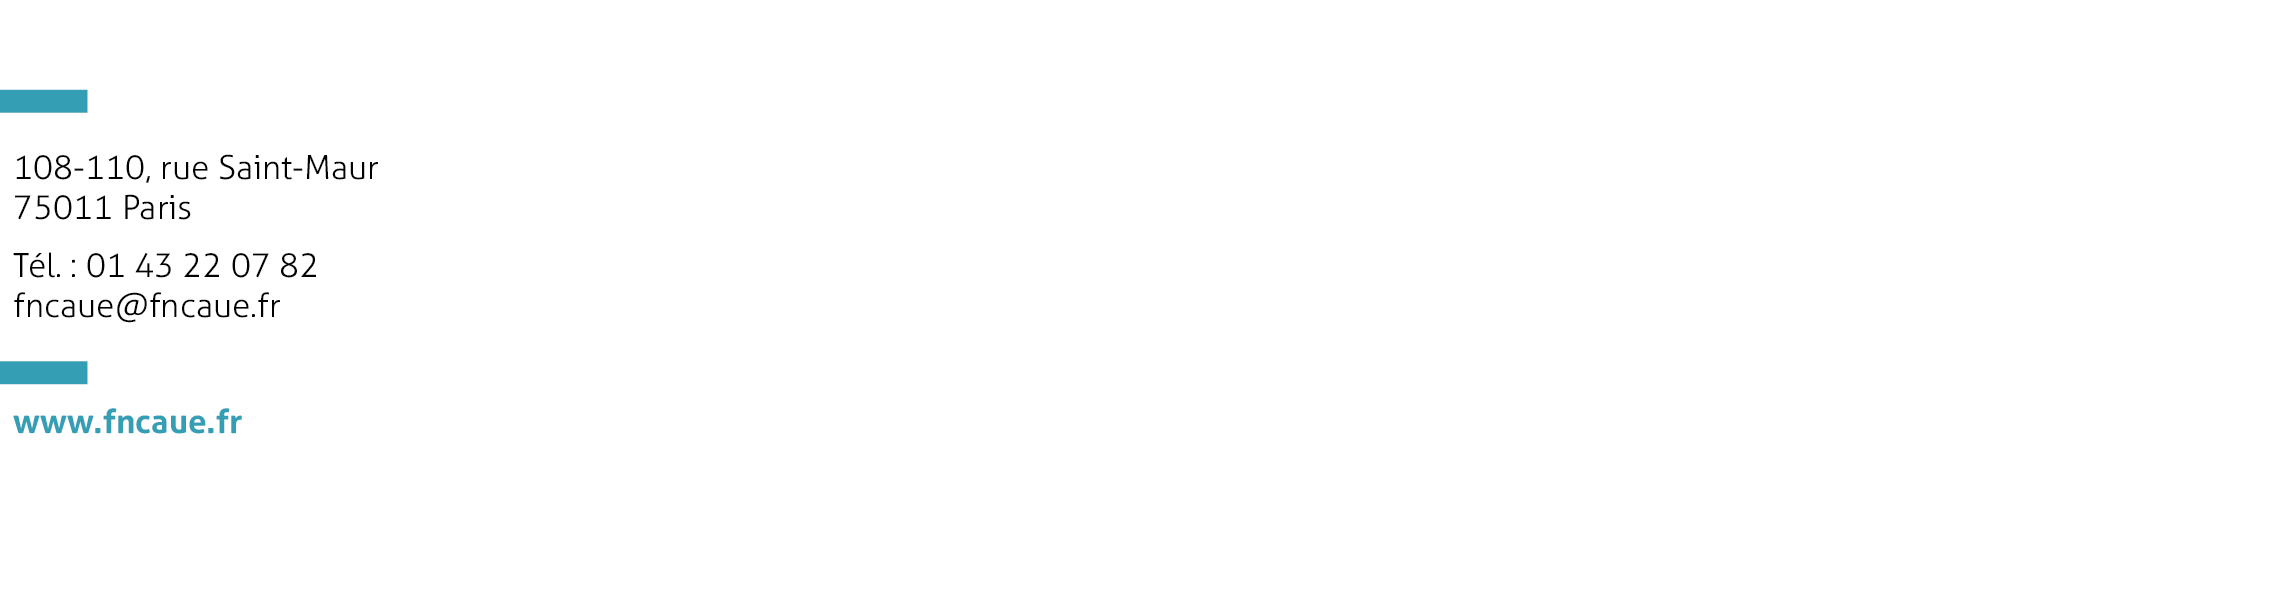 108-110, rue Saint-Maur
75011 Paris
Tél. : 01 43 22 07 82
fncaue@fncaue.fr
www.fncaue.fr